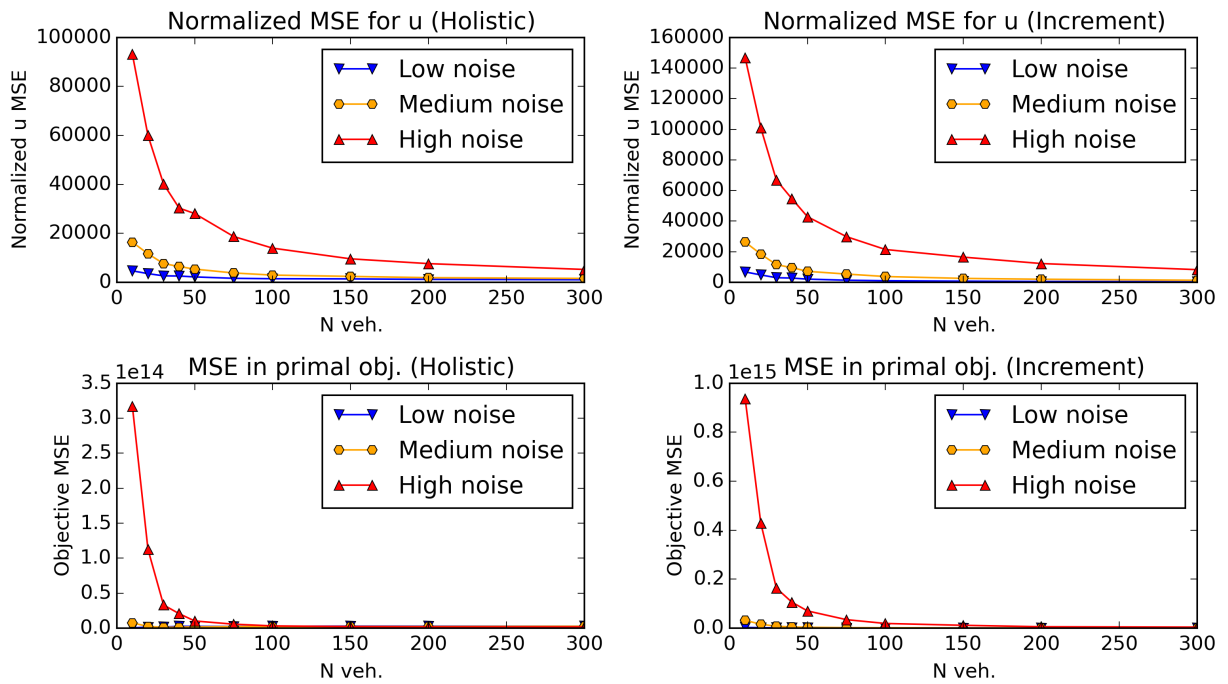 Normalized MSE for u (Holistic)
100000
80000
60000
40000
20000
0
Normalized u MSE
Low noise
Medium noise
High noise
0 50 100 150 200 250 300
N veh.
Normalized MSE for u (Increment)
160000
140000
120000
100000
80000
60000
40000
20000
0
Normalized u MSE
Low noise
Medium noise
High noise
0 50 100 150 200 250 300
N veh.
1e14 MSE in primal obj. (Holistic)
3.5
3.0
2.5
2.0
1.5
1.0
0.5
0.0
Objective MSE
Low noise
Medium noise
High noise
0 50 100 150 200 250 300
N veh.
1e15 MSE in primal obj. (Increment)
1.0
0.8
0.6
0.4
0.2
0.0
Objective MSE
Low noise
Medium noise
High noise
0 50 100 150 200 250 300
N veh.